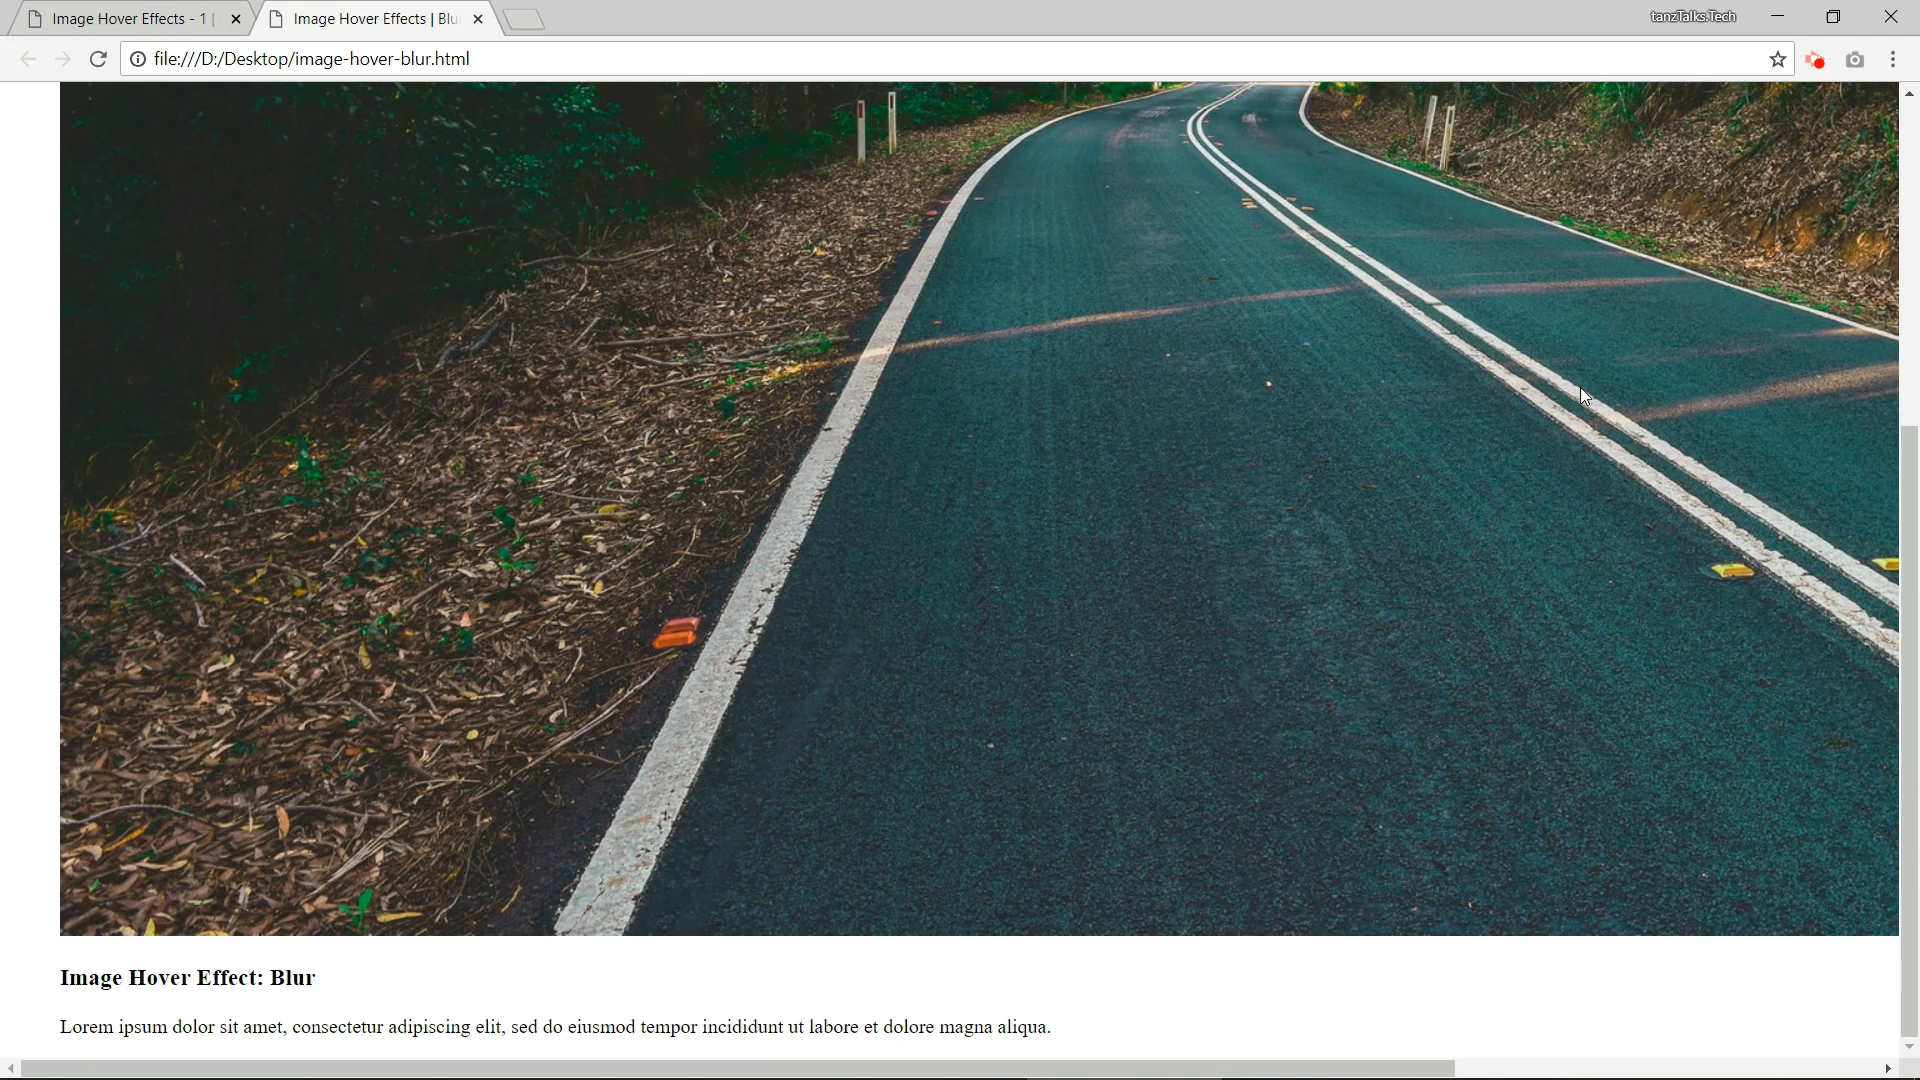 Image Hover Effects - 1 |
Image Hover Effects | Blu
tanzTalks.Tech
file:///D:/Desktop/image-hover-blur.html
Image Hover Effect: Blur
Lorem ipsum dolor sit amet, consectetur adipiscing elit, sed do eiusmod tempor incididunt ut labore et dolore magna aliqua.